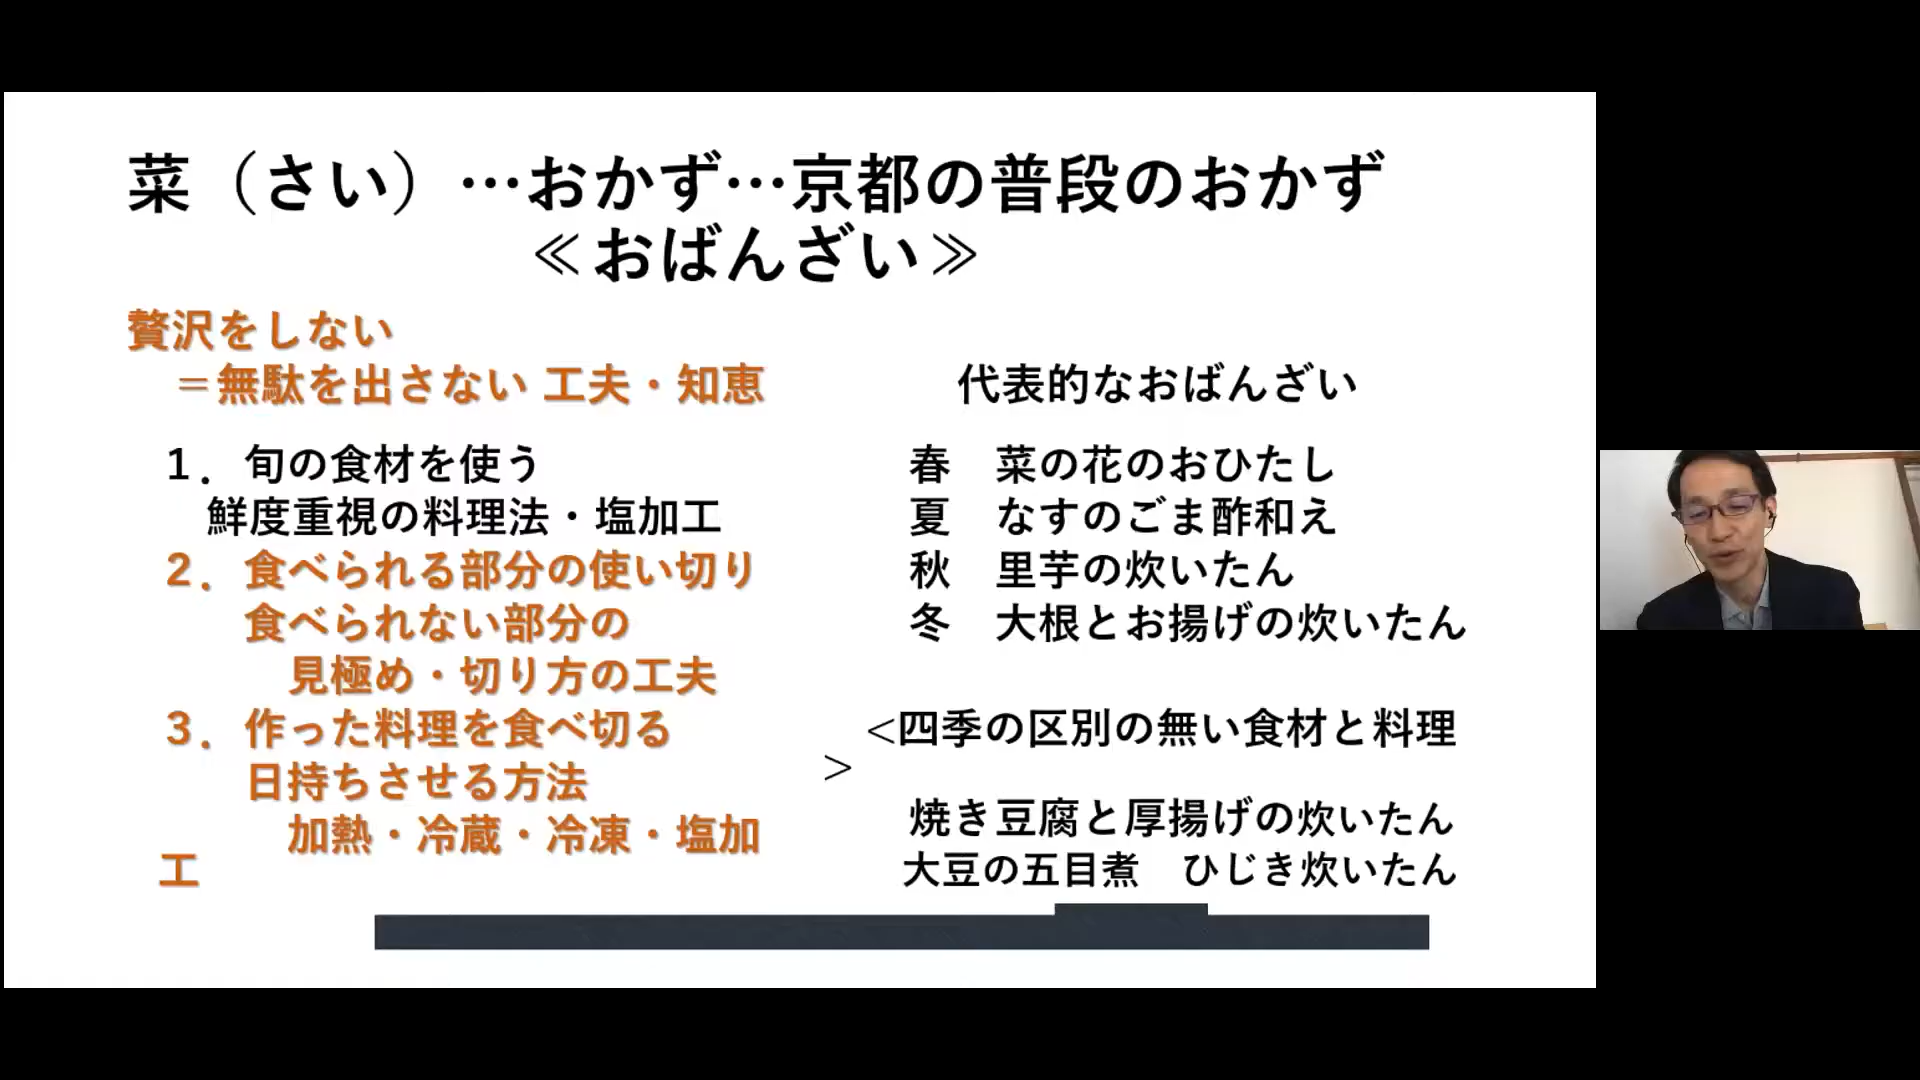 菜（さい）…おかず…京都の普段のおかず
≪おばんざい≫
贅沢をしない
＝無駄を出さない 工夫・知恵
１．旬の食材を使う
鮮度重視の料理法・塩加工
２．食べられる部分の使い切り
食べられない部分の
見極め・切り方の工夫
３．作った料理を食べ切る
日持ちさせる方法
加熱・冷蔵・冷凍・塩加
工
代表的なおばんざい
春　菜の花のおひたし
夏　なすのごま酢和え
秋　里芋の炊いたん
冬　大根とお揚げの炊いたん
<四季の区別の無い食材と料理
>
焼き豆腐と厚揚げの炊いたん
大豆の五目煮　ひじき炊いたん